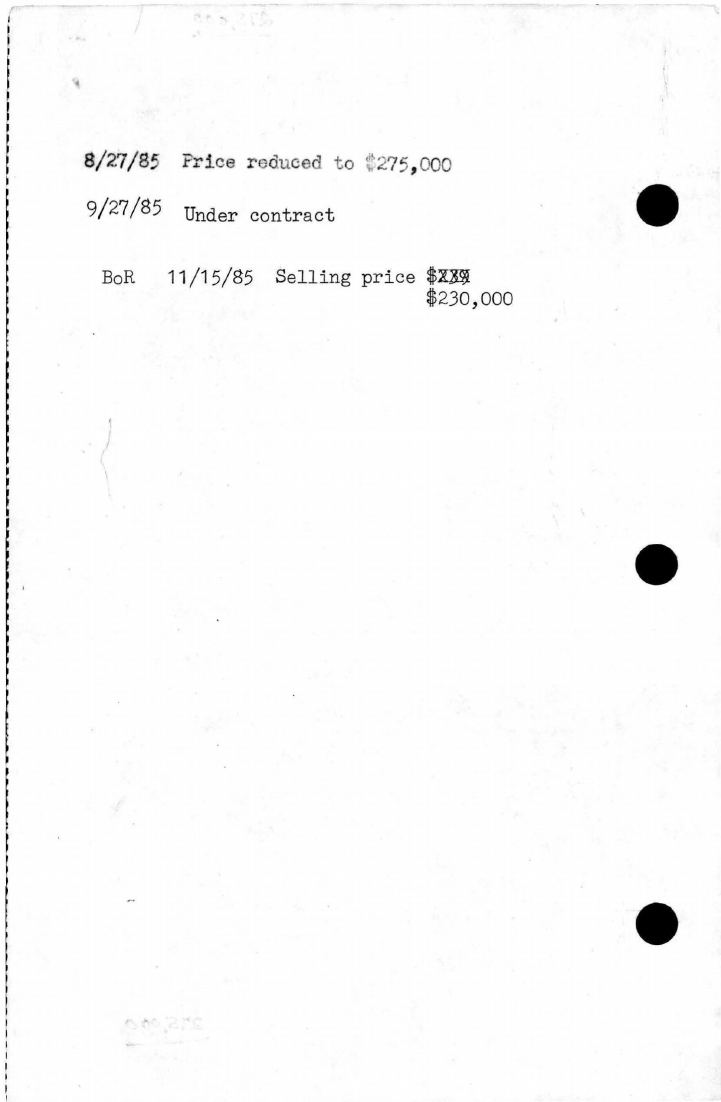 8/27/85 Price reduced to $275,000
9/27/85 Under contract
BoR 11/15/85 Selling price
$230,000